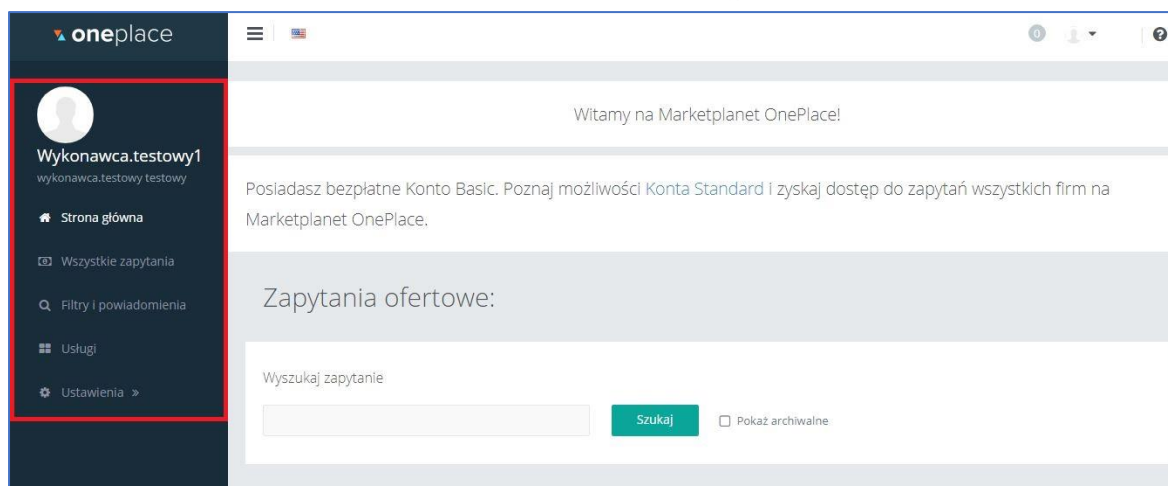 oneplace
0
Witamy na Marketplanet OnePlace!
Wykonawca.testowy1
wykonawca.testowy testowy
Strona główna
Wszystkie zapytania
Filtry i powiadomienia
Usługi
Ustawienia »
Posiadasz bezpłatne Konto Basic. Poznaj możliwości Konta Standard i zyskaj dostęp do zapytań wszystkich firm na
Marketplanet OnePlace.
Zapytania ofertowe:
Wyszukaj zapytanie
Szukaj
Pokaż archiwalne